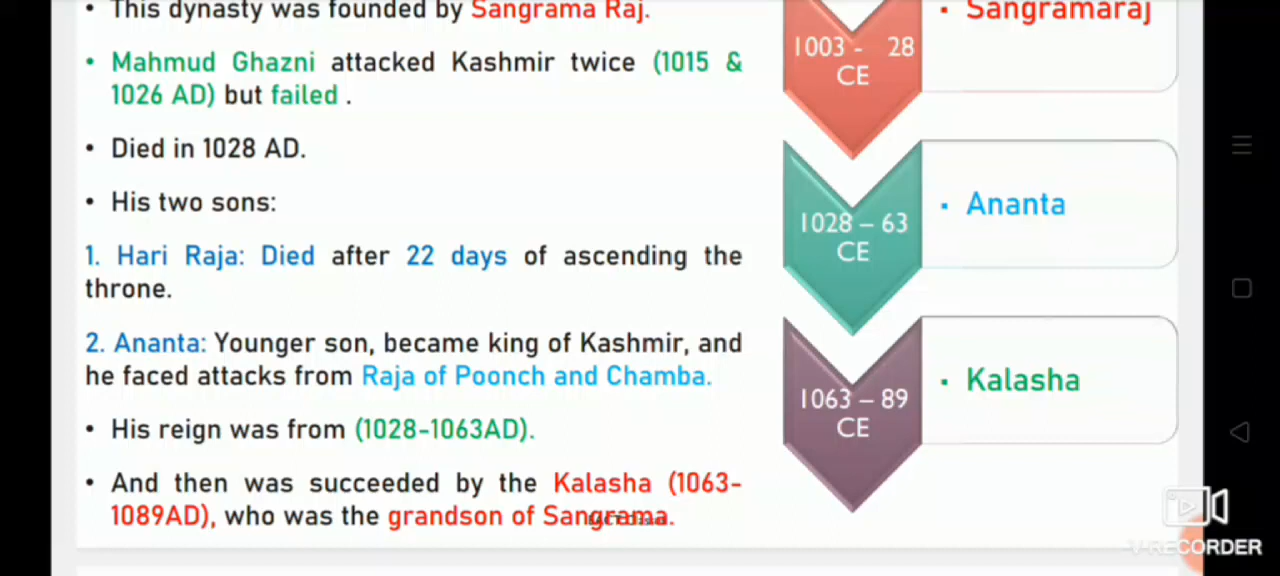 • This dynasty was founded by Sangrama Raj.
• Mahmud Ghazni attacked Kashmir twice (1015 &
1026 AD) but failed .
• Died in 1028 AD.
• His two sons:
1. Hari Raja: Died after 22 days of ascending the
throne.
2. Ananta: Younger son, became king of Kashmir, and
he faced attacks from Raja of Poonch and Chamba.
• His reign was from (1028-1063AD).
• And then was succeeded by the Kalasha (1063-
1089AD), who was the grandson of Sangrama.
1003 - 28
CE
▪ Sangramaraj
1028 – 63
CE
▪ Ananta
1063 – 89
CE
▪ Kalasha
V-RECORDER